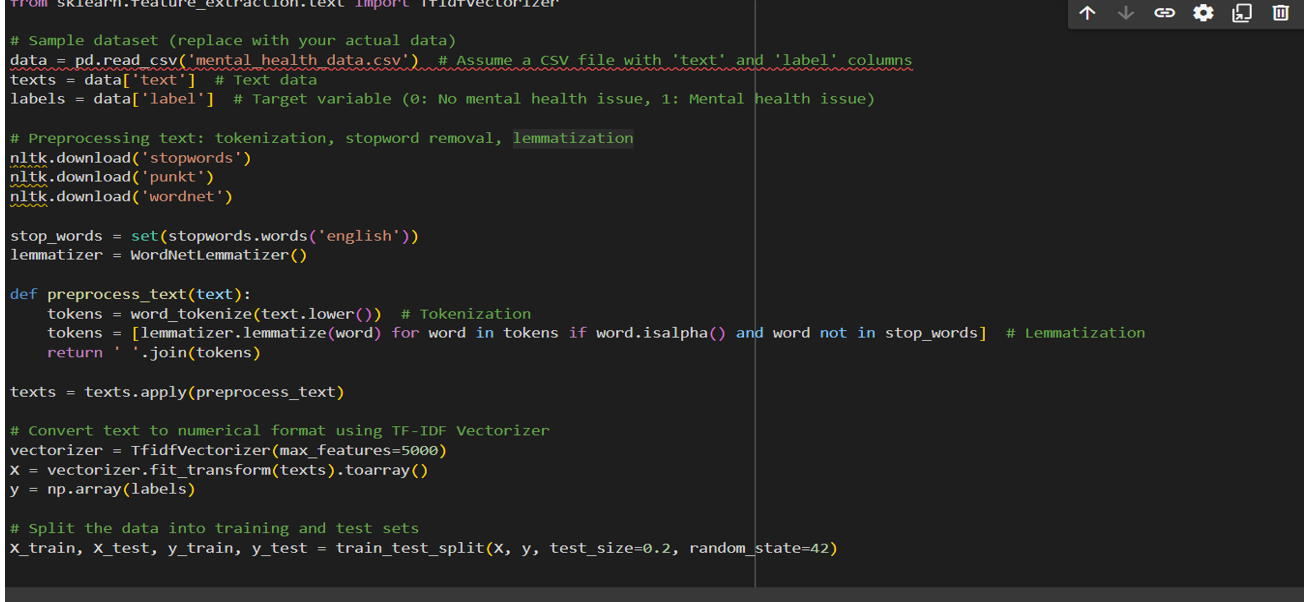 from sklearn.feature_extraction.text import TfidfVectorizer
# Sample dataset (replace with your actual data)
data = pd.read_csv('mental_health_data.csv')  # Assume a CSV file with 'text' and 'label' columns
texts = data['text']  # Text data
labels = data['label']  # Target variable (0: No mental health issue, 1: Mental health issue)
# Preprocessing text: tokenization, stopword removal, lemmatization
nltk.download('stopwords')
nltk.download('punkt')
nltk.download('wordnet')
stop_words = set(stopwords.words('english'))
lemmatizer = WordNetLemmatizer()
def preprocess_text(text):
    tokens = word_tokenize(text.lower())  # Tokenization
    tokens = [lemmatizer.lemmatize(word) for word in tokens if word.isalpha() and word not in stop_words]  # Lemmatization
    return ' '.join(tokens)
texts = texts.apply(preprocess_text)
# Convert text to numerical format using TF-IDF Vectorizer
vectorizer = TfidfVectorizer(max_features=5000)
X = vectorizer.fit_transform(texts).toarray()
y = np.array(labels)
# Split the data into training and test sets
X_train, X_test, y_train, y_test = train_test_split(X, y, test_size=0.2, random_state=42)